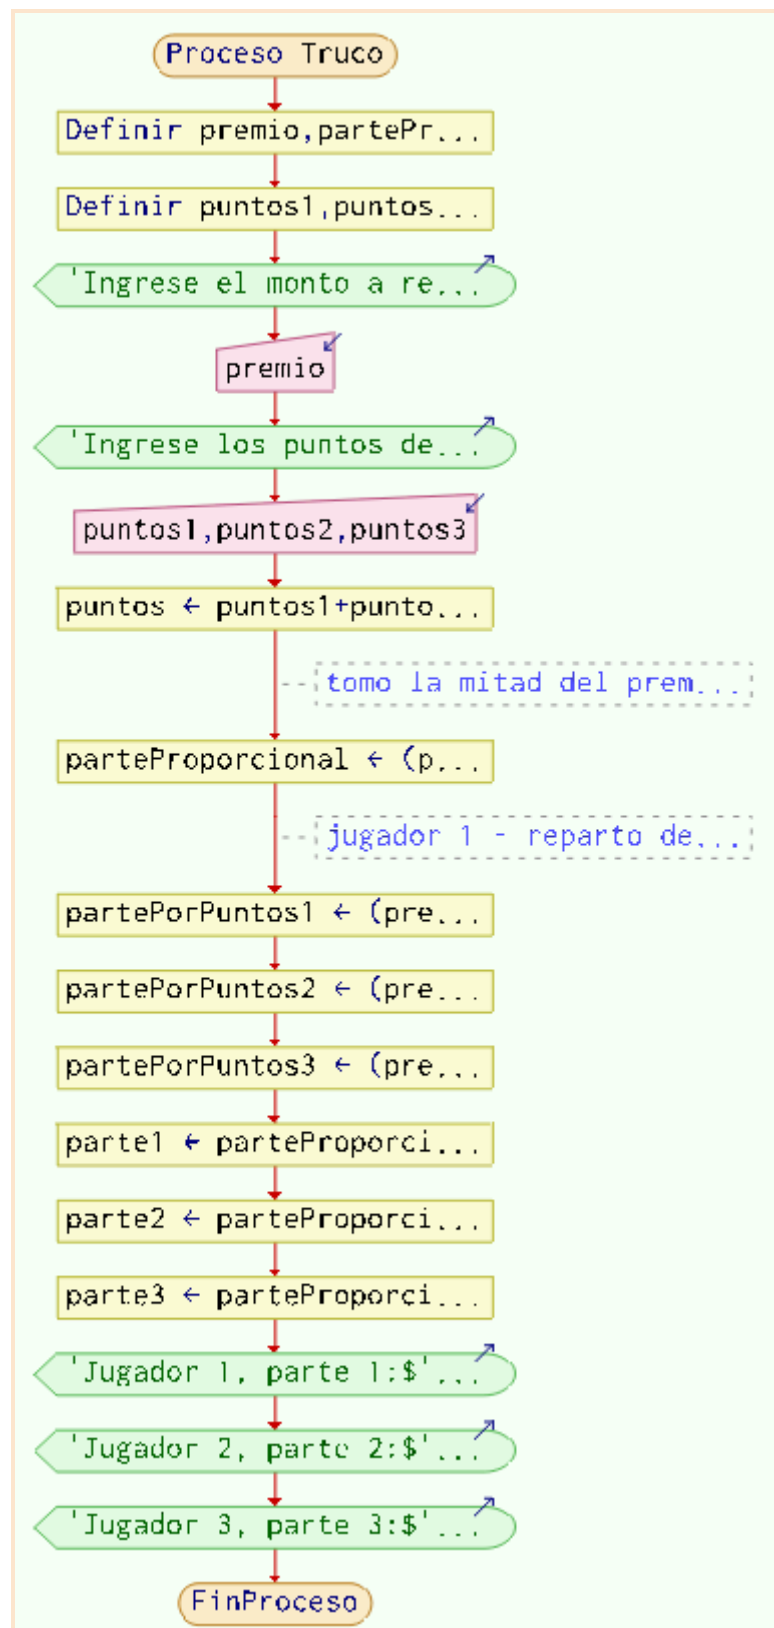 Proceso Truco
Definir premio,partePr...
Definir puntos1,puntos...
'Ingrese el monto a re...
premio
'Ingrese los puntos de...
puntos1,puntos2,puntos3
puntos ← puntos1+punto...
tomo la mitad del prem...
parteProporcional ← (p...
jugador 1 - reparto de...
partePorPuntos1 ← (pre...
partePorPuntos2 ← (pre...
partePorPuntos3 ← (pre...
parte1 ← parteProporci...
parte2 ← parteProporci...
parte3 ← parteProporci...
'Jugador 1, parte 1:$'...
'Jugador 2, parte 2:$'...
'Jugador 3, parte 3:$'...
FinProceso